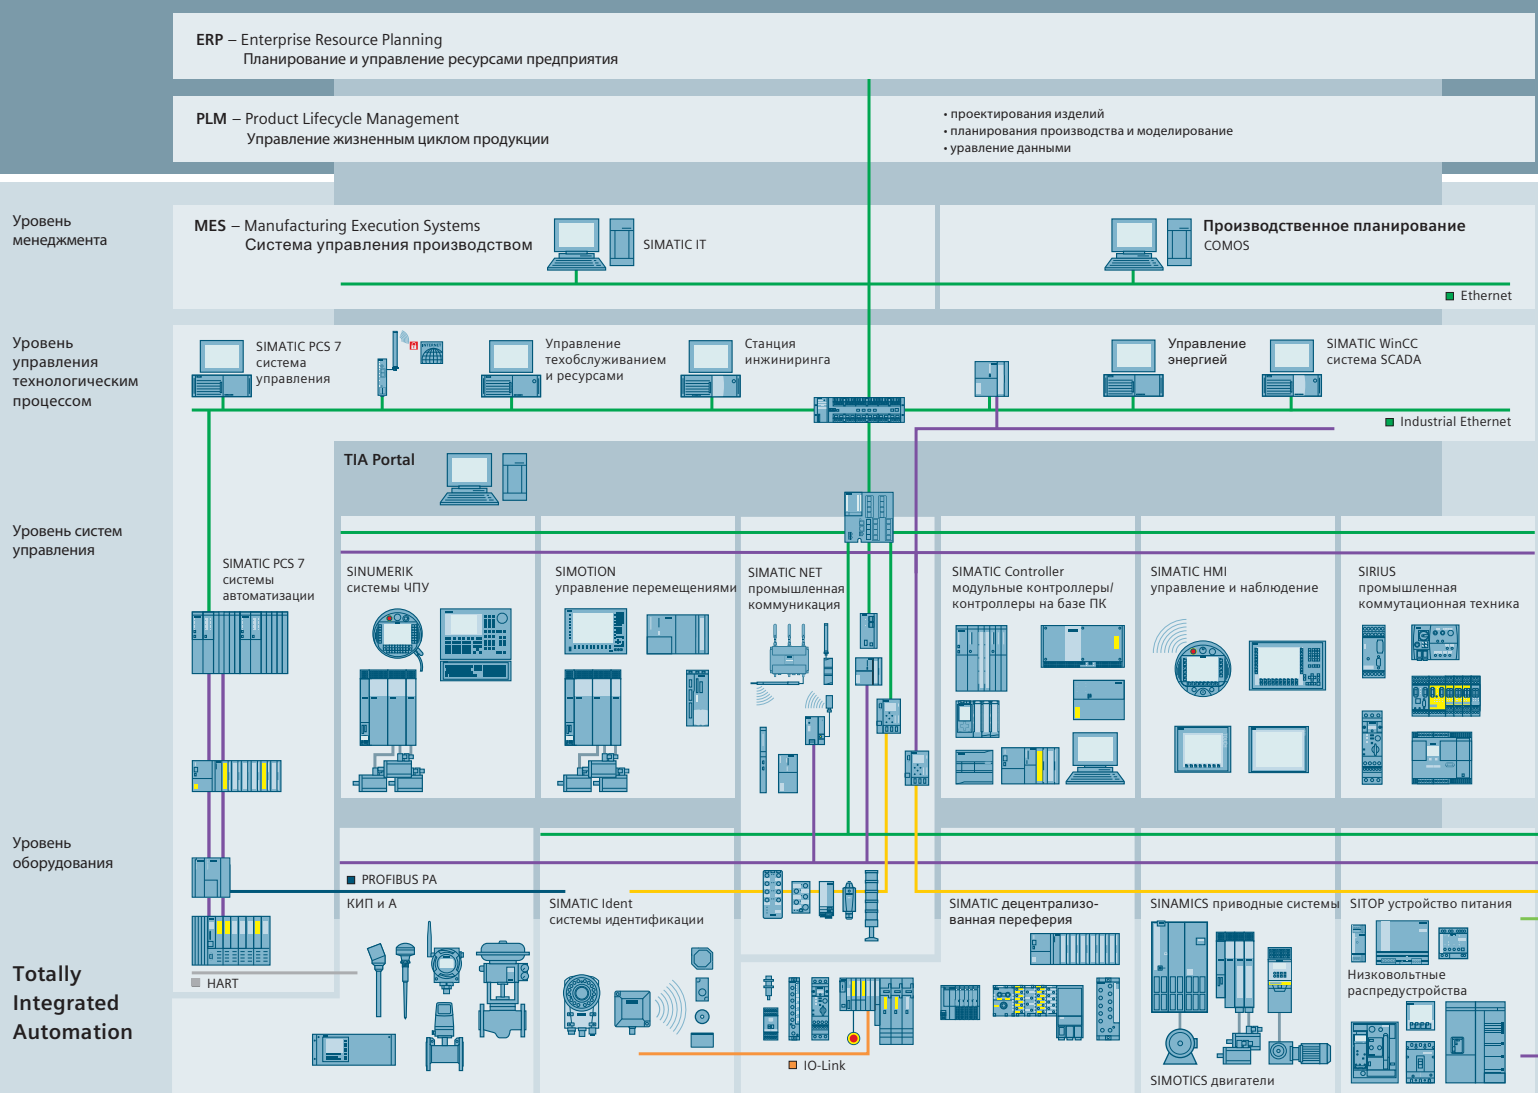 ERP – Enterprise Resource Planning
Планирование и управление ресурсами предприятия
PLM – Product Lifecycle Management
Управление жизненным циклом продукции
• проектирования изделий
• планирования производства и моделирование
• уравление данными
Уровень
менеджмента
MES – Manufacturing Execution Systems
Система управления производством
SIMATIC IT
Производственное планирование
COMOS
Ethernet
Уровень
управления
технологическим
процессом
SIMATIC PCS 7
система
управления
INTERNET
Управление
техобслуживанием
и ресурсами
Станция
инжиниринга
Управление
энергией
SIMATIC WinCC
система SCADA
Industrial Ethernet
TIA Portal
Уровень систем
управления
SIMATIC PCS 7
системы
автоматизации
SINUMERIK
системы ЧПУ
SIMOTION
управление перемещениями
SIMATIC NET
промышленная
коммуникация
SIMATIC Controller
модульные контроллеры/
контроллеры на базе ПК
SIMATIC HMI
управление и наблюдение
SIRIUS
промышленная
коммутационная техника
Уровень
оборудования
PROFIBUS PA
КИП и А
SIMATIC Ident
системы идентификации
SIMATIC децентрализо-
ванная переферия
SINAMICS приводные системы
SITOP устройство питания
Низковольтные
распредустройства
HART
IO-Link
SIMOTICS двигатели
Totally
Integrated
Automation